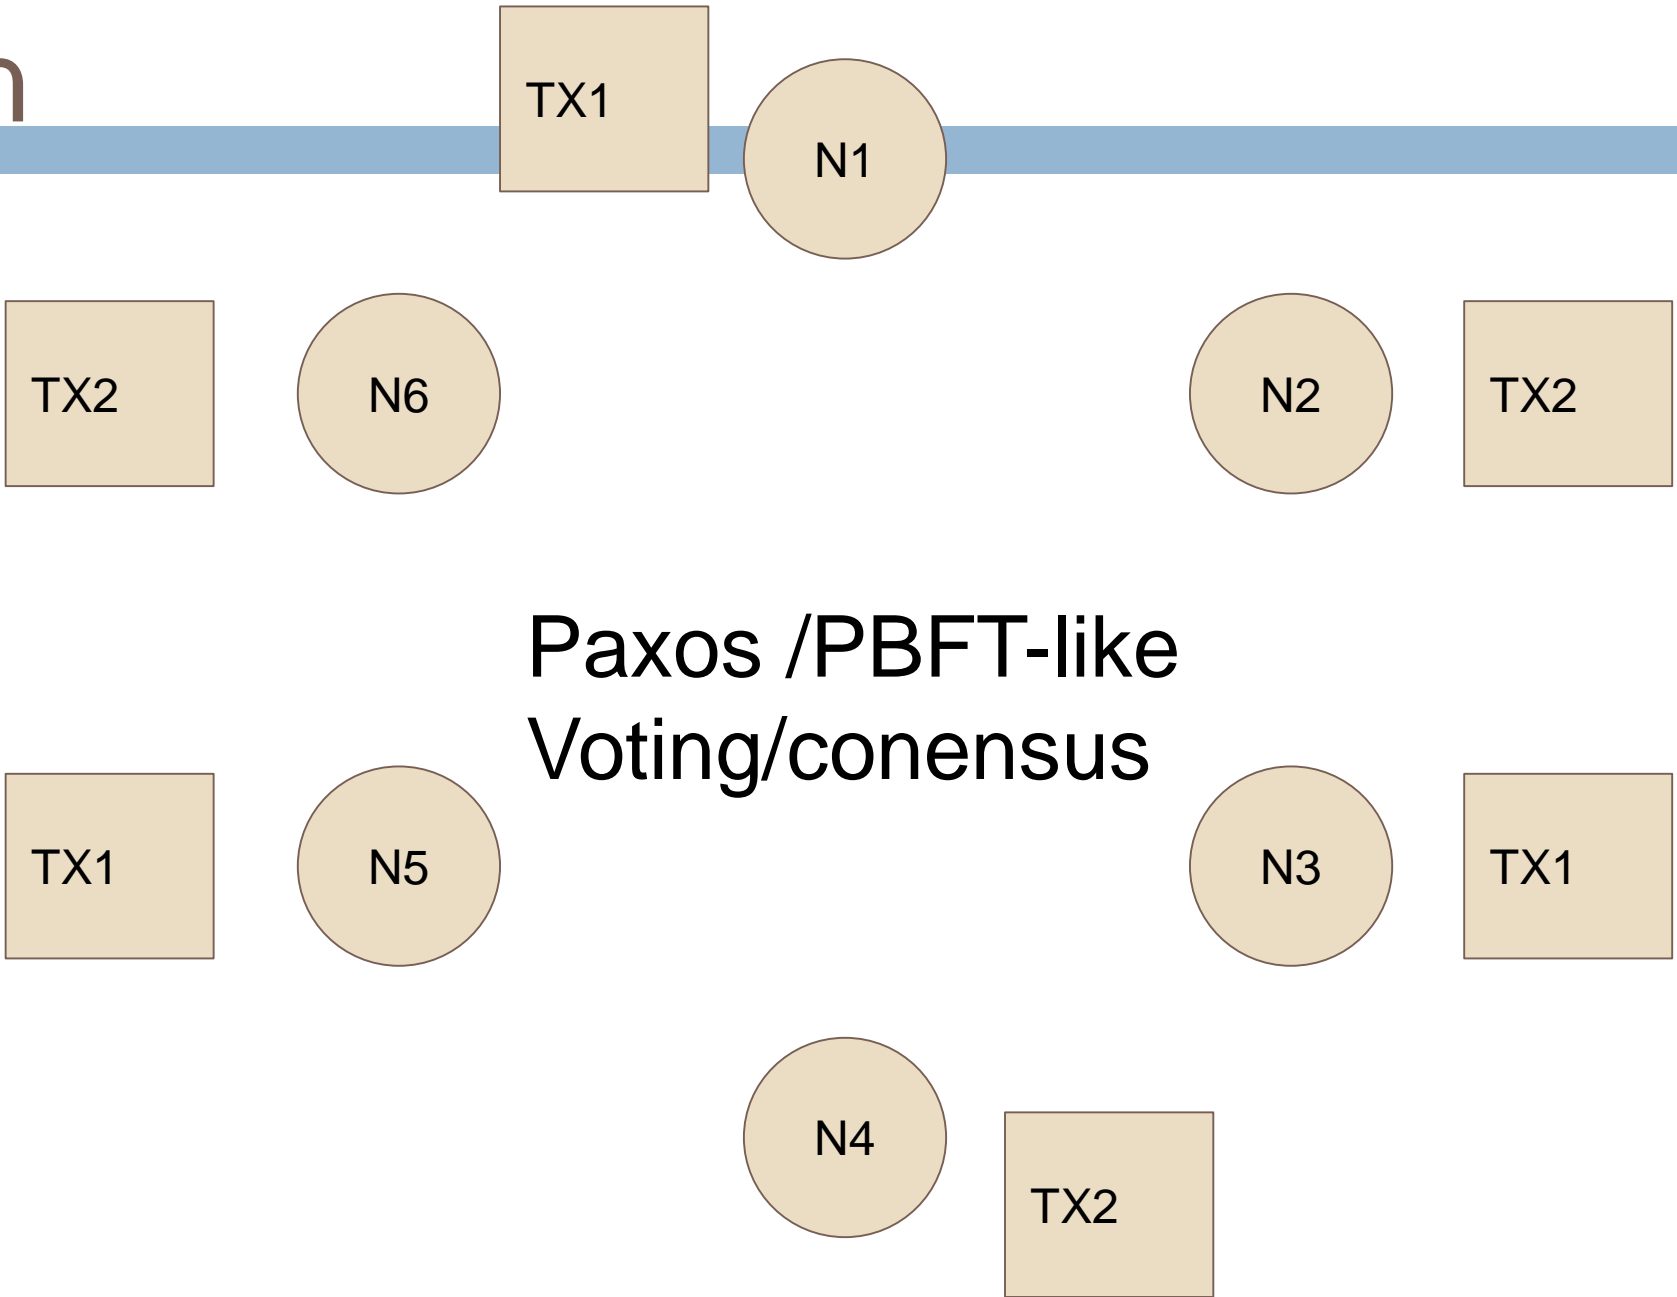 TX1
N1
TX2
N6
N2
TX2
Paxos /PBFT-like
Voting/conensus
TX1
N5
N3
TX1
N4
TX2